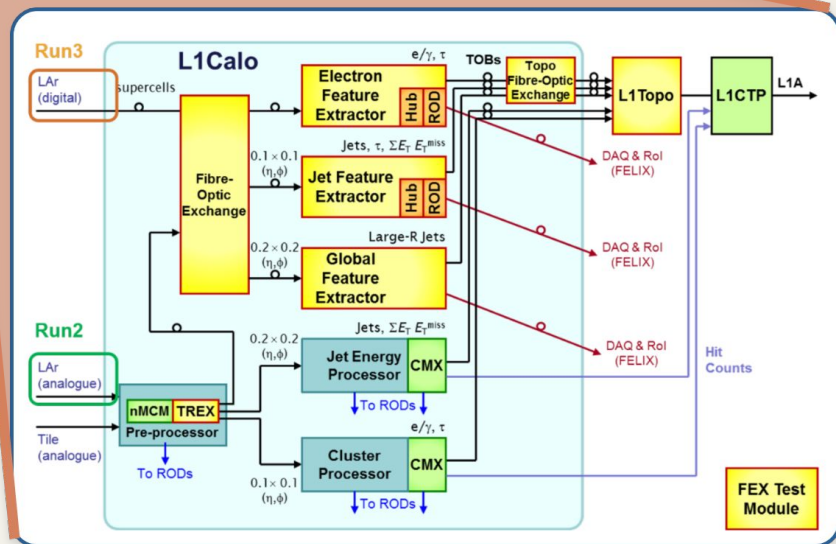 Run3
LAr
(digital)
L1Calo
supercells
Fibre-
Optic
Exchange
e/γ, τ
Electron
Feature
Extractor
Hub
ROD
TOBs
Topo
Fibre-Optic
Exchange
L1Topo
L1CTP
L1A
0.1 × 0.1
(η,ϕ)
Jets, τ, ΣE_T E_T^miss
Jet Feature
Extractor
Hub
ROD
DAQ & RoI
(FELIX)
0.2 × 0.2
(η,ϕ)
Large-R Jets
Global
Feature
Extractor
DAQ & RoI
(FELIX)
DAQ & RoI
(FELIX)
Run2
LAr
(analogue)
Tile
(analogue)
nMCM
TREX
Pre-processor
To RODs
0.2 × 0.2
(η,ϕ)
Jets, ΣE_T E_T^miss
Jet Energy
Processor
CMX
To RODs
Hit
Counts
0.1 × 0.1
(η,ϕ)
e/γ, τ
Cluster
Processor
CMX
To RODs
FEX Test
Module